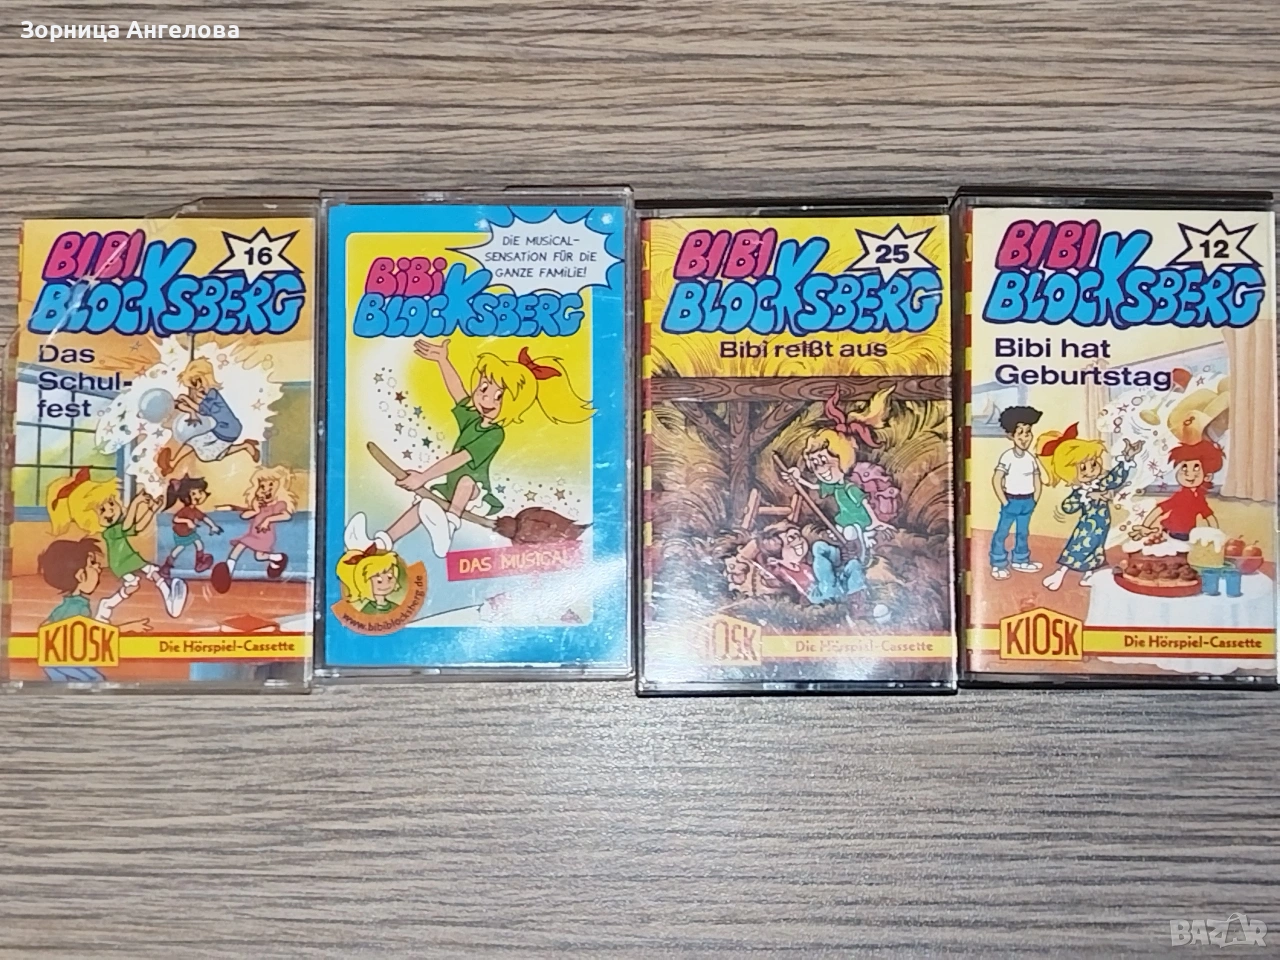 Зорница Ангелова
BIBI
BLOCKSBERG
16
Das
Schul-
fest
KIOSK
Die Hörspiel-Cassette
DIE MUSICAL-
SENSATION FÜR DIE
GANZE FAMILIE!
BiBi
BLOCKSBERG
DAS MUSICAL
www.bibiblocksberg.de
BIBI
BLOCKSBERG
25
Bibi reißt aus
KIOSK
Die Hörspiel-Cassette
BIBI
BLOCKSBERG
12
Bibi hat
Geburtstag
KIOSK
Die Hörspiel-Cassette
BAZAR